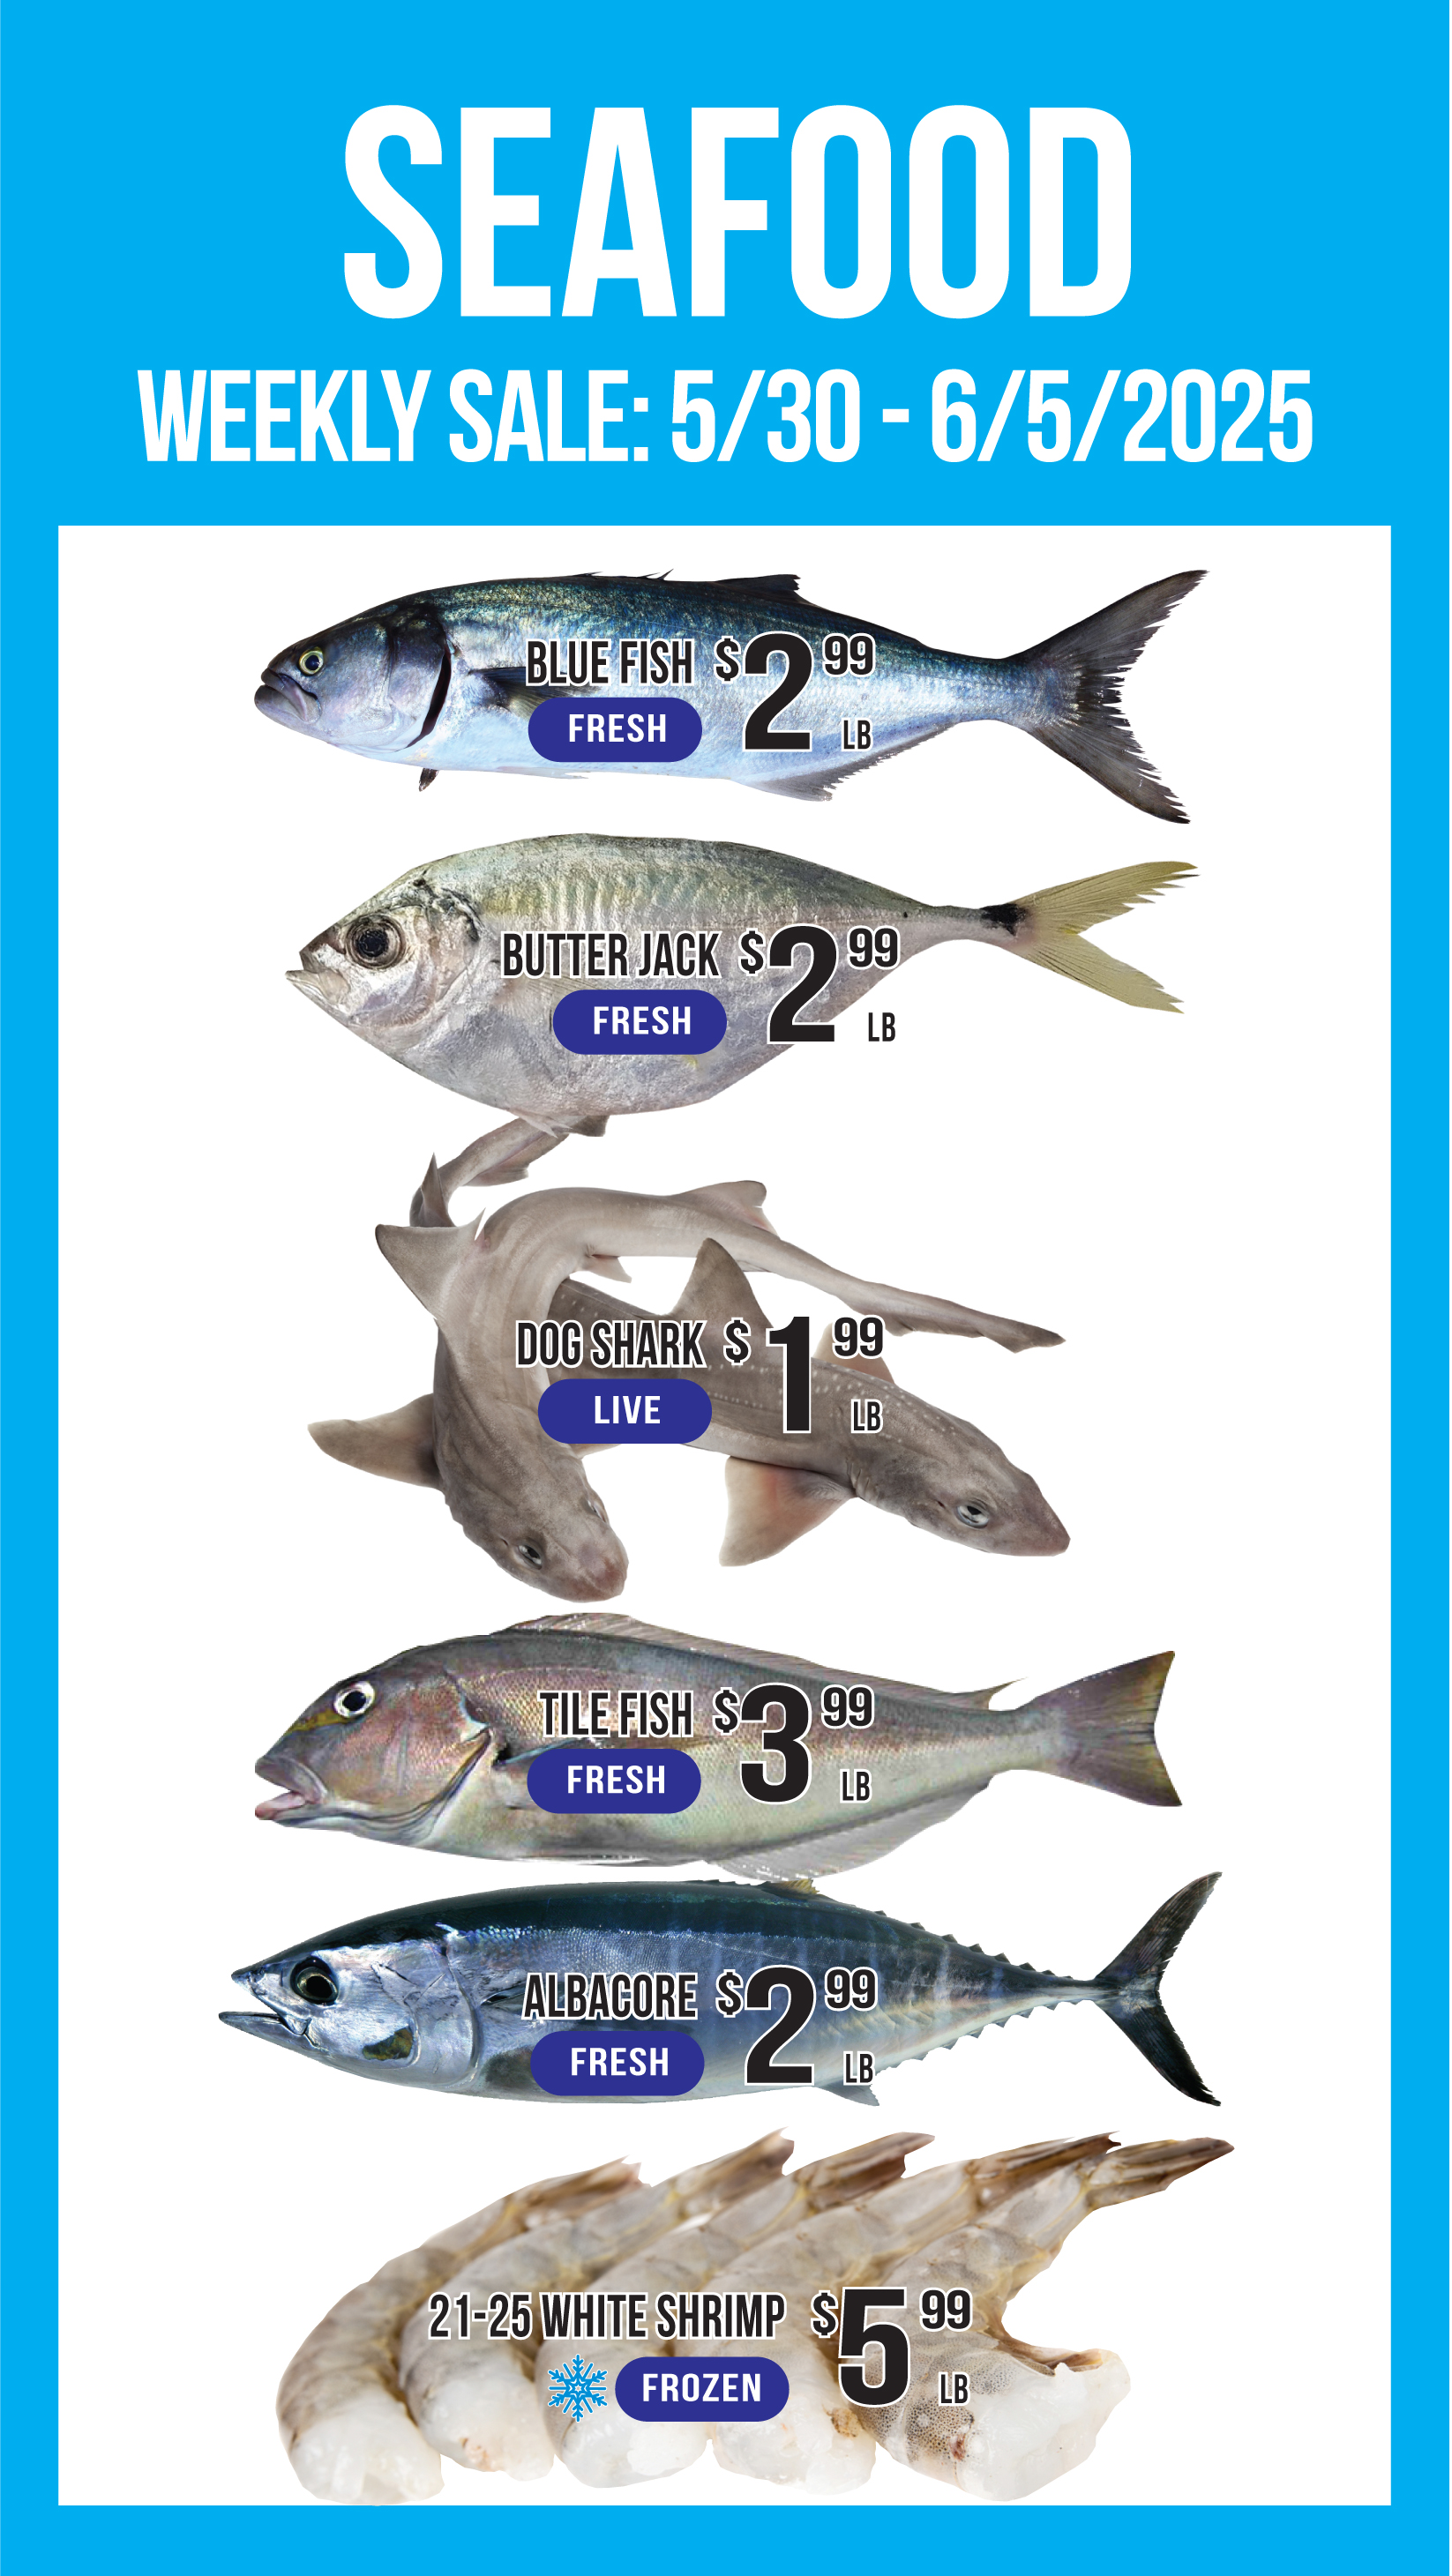 SEAFOOD
WEEKLY SALE: 5/30 - 6/5/2025
BLUE FISH $2 99
FRESH LB
BUTTER JACK $2 99
FRESH LB
DOG SHARK $1 99
LIVE LB
TILE FISH $3 99
FRESH LB
ALBACORE $2 99
FRESH LB
21-25 WHITE SHRIMP $5 99
FROZEN LB